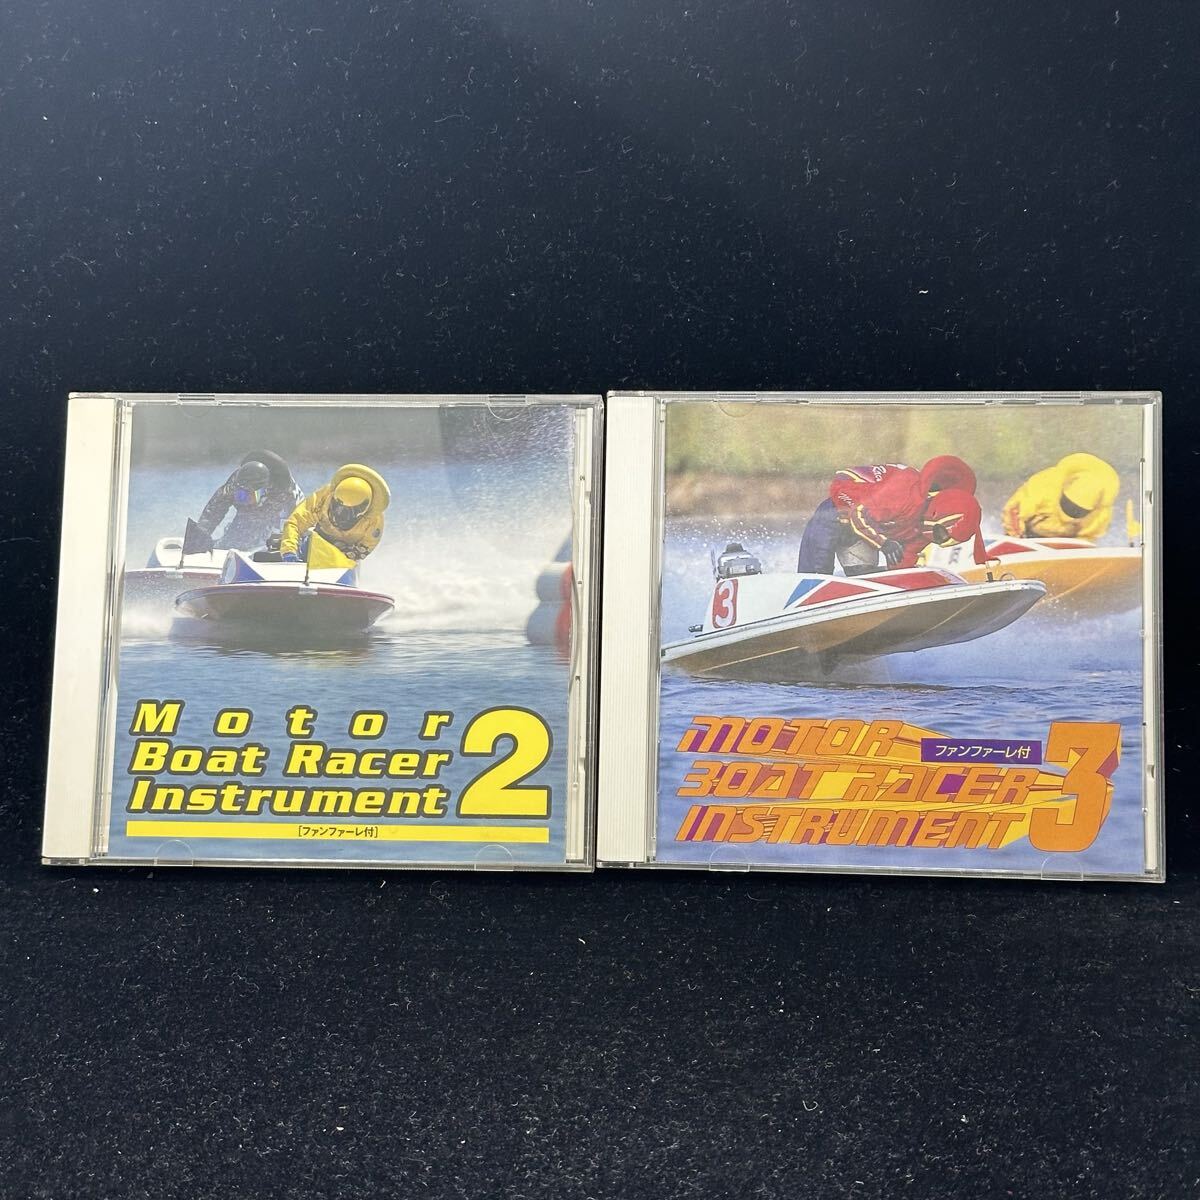 Motor
Boat Racer
Instrument 2
[ファンファーレ付]
3
MOTOR
BOAT RACER
INSTRUMENT 3
ファンファーレ付